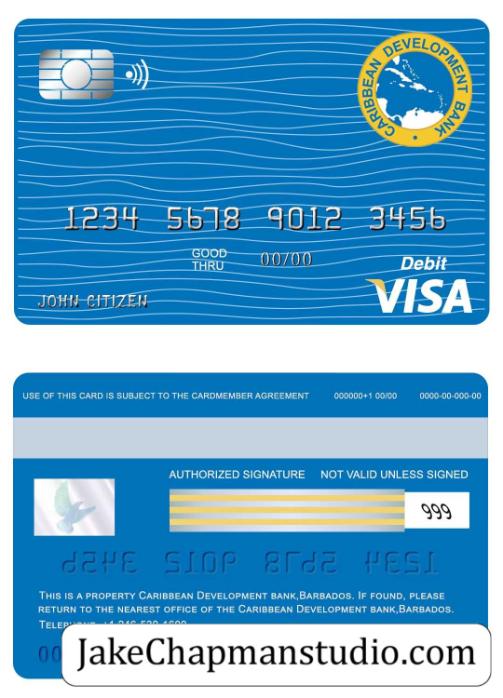 CARIBBEAN DEVELOPMENT BANK
1234 5678 9012 3456
GOOD
THRU
00/00
Debit
JOHN CITIZEN
VISA
USE OF THIS CARD IS SUBJECT TO THE CARDMEMBER AGREEMENT 000000+1 00/00 0000-00-000-00
AUTHORIZED SIGNATURE NOT VALID UNLESS SIGNED
999
THIS IS A PROPERTY CARIBBEAN DEVELOPMENT BANK,BARBADOS. IF FOUND, PLEASE
RETURN TO THE NEAREST OFFICE OF THE CARIBBEAN DEVELOPMENT BANK,BARBADOS.
00
JakeChapmanstudio.com